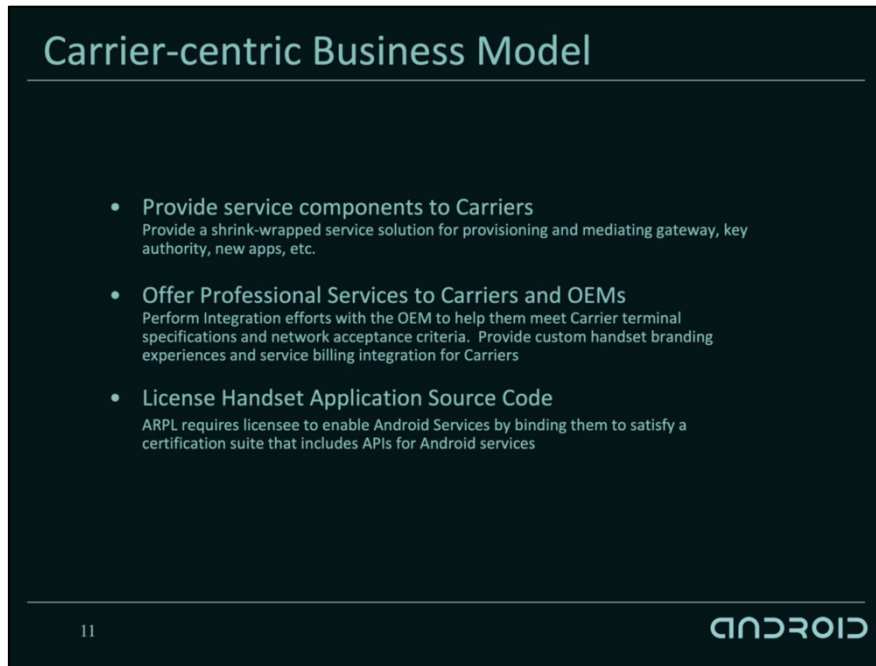 Carrier-centric Business Model
• Provide service components to Carriers
Provide a shrink-wrapped service solution for provisioning and mediating gateway, key
authority, new apps, etc.
• Offer Professional Services to Carriers and OEMs
Perform Integration efforts with the OEM to help them meet Carrier terminal
specifications and network acceptance criteria.  Provide custom handset branding
experiences and service billing integration for Carriers
• License Handset Application Source Code
ARPL requires licensee to enable Android Services by binding them to satisfy a
certification suite that includes APIs for Android services
11
ANDROID